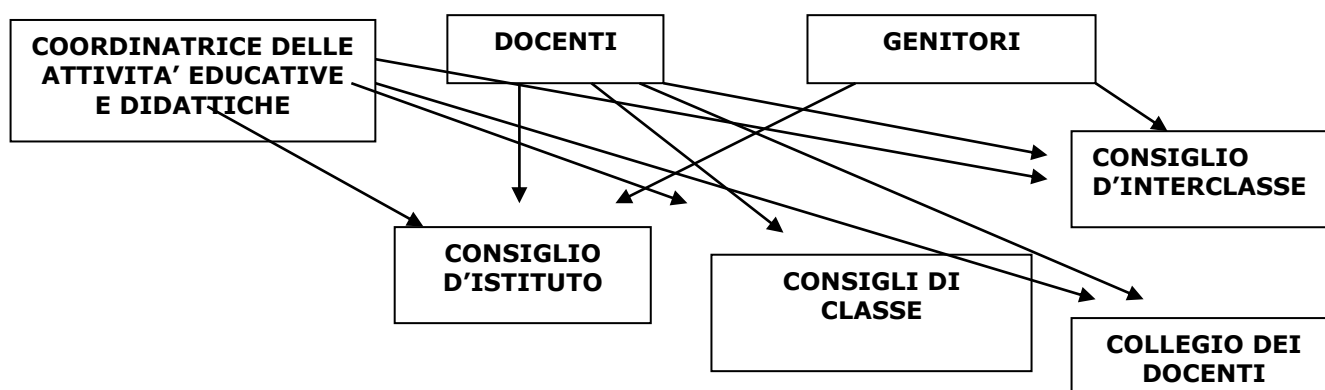 COORDINATRICE DELLE
ATTIVITA’ EDUCATIVE
E DIDATTICHE
DOCENTI
GENITORI
CONSIGLIO
D’INTERCLASSE
CONSIGLIO
D’ISTITUTO
CONSIGLI DI
CLASSE
COLLEGIO DEI
DOCENTI